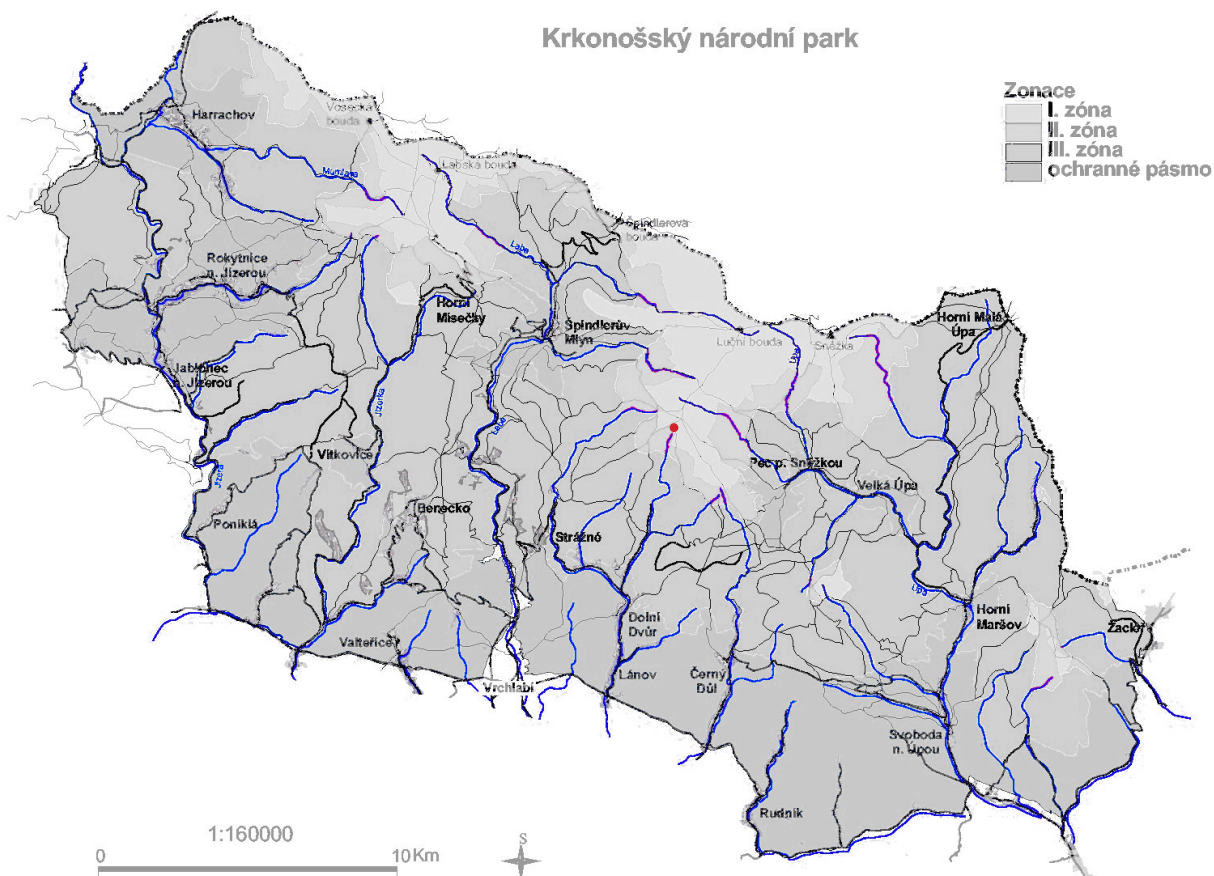 Krkonošský národní park
Zonace
I. zóna
II. zóna
III. zóna
ochranné pásmo
Harrachov
Vosecká
bouda
Labská bouda
Mumlava
Špindlerova
bouda
Labe
Rokytnice
n. Jizerou
Horní
Mísečky
Špindlerův
Mlýn
Luční bouda
Úpa
Sněžka
Horní Malá
Úpa
Jablonec
n. Jizerou
Jizerka
Labe
Vítkovice
Pec p. Sněžkou
Velká Úpa
Jizera
Poniklá
Benecko
Strážné
Úpa
Horní
Maršov
Žacléř
Dolní
Dvůr
Valteřice
Lánov
Černý
Důl
Vrchlabí
Svoboda
n. Úpou
Rudník
1:160000
0
10Km
S